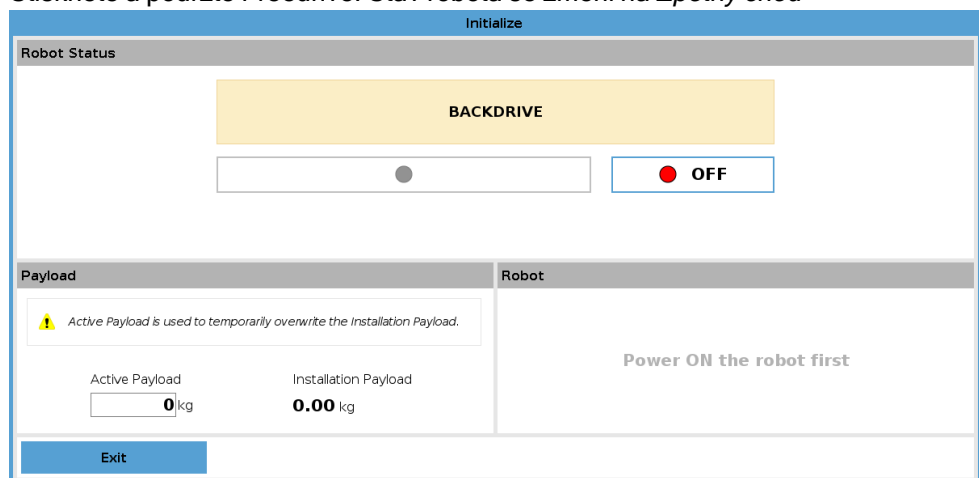 Initialize
Robot Status
BACKDRIVE
OFF
Payload
Robot
Active Payload is used to temporarily overwrite the Installation Payload.
Power ON the robot first
Active Payload
Installation Payload
0 kg
0.00 kg
Exit